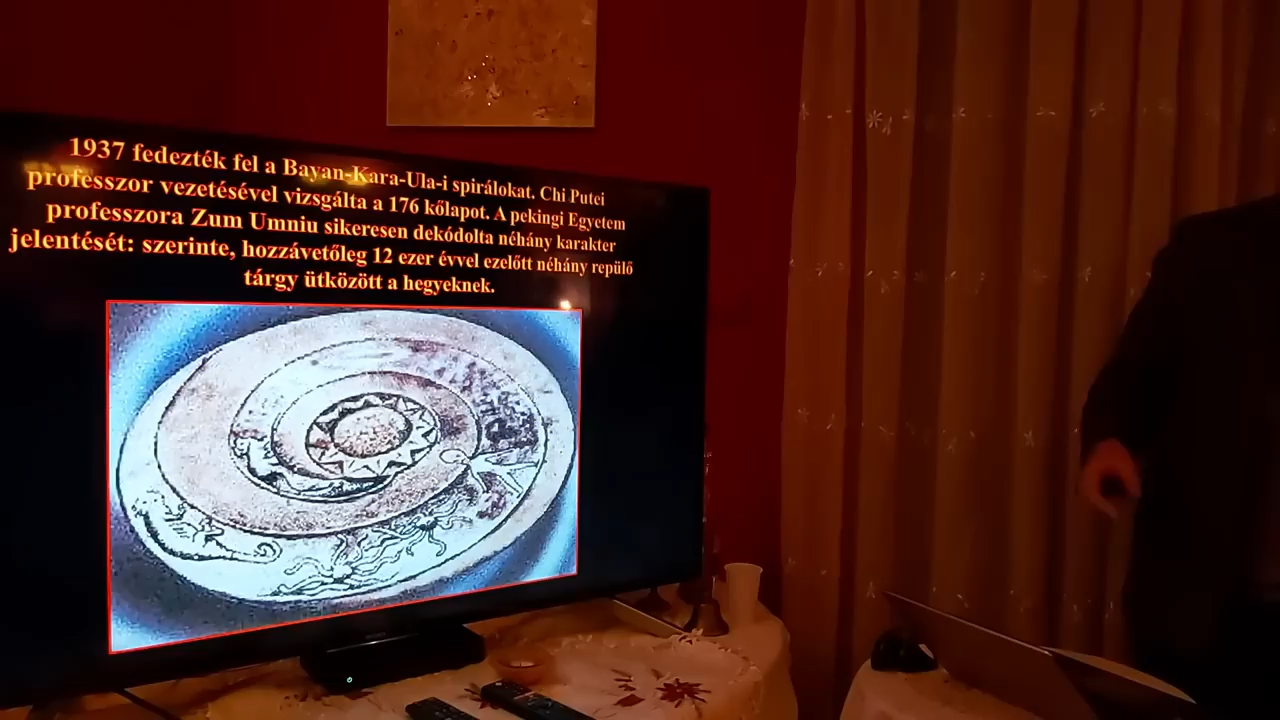 1937 fedezték fel a Bayan-Kara-Ula-i spirálokat. Chi Putei
professzor vezetésével vizsgálta a 176 kőlapot. A pekingi Egyetem
professzora Zum Umniu sikeresen dekódolta néhány karakter
jelentését: szerinte, hozzávetőleg 12 ezer évvel ezelőtt néhány repülő
tárgy ütközött a hegyeknek.